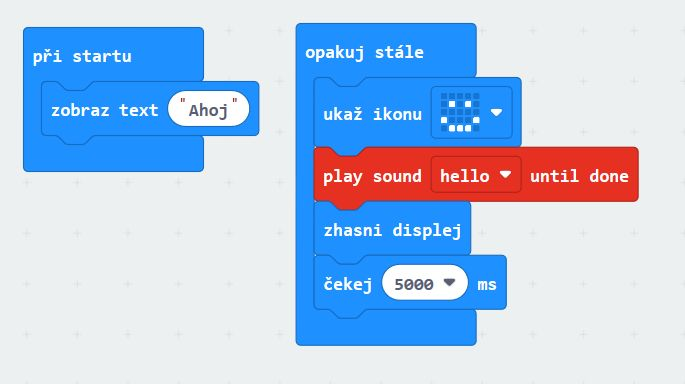 při startu
zobraz text "Ahoj"
opakuj stále
ukaž ikonu
play sound hello until done
zhasni displej
čekej 5000 ms